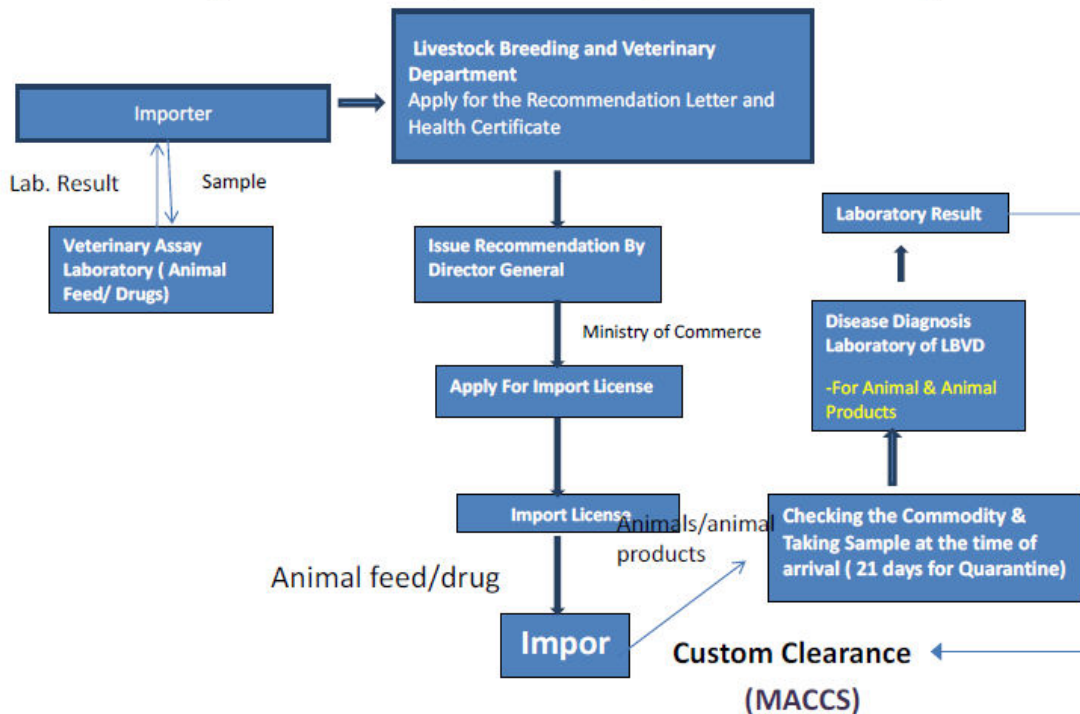 Livestock Breeding and Veterinary
Department
Apply for the Recommendation Letter and
Health Certificate
Importer
Lab. Result
Sample
Veterinary Assay
Laboratory ( Animal
Feed/ Drugs)
Issue Recommendation By
Director General
Ministry of Commerce
Apply For Import License
Import License
Animal feed/drug
Animals/animal
products
Impor
Laboratory Result
Disease Diagnosis
Laboratory of LBVD
-For Animal & Animal
Products
Checking the Commodity &
Taking Sample at the time of
arrival ( 21 days for Quarantine)
Custom Clearance
(MACCS)